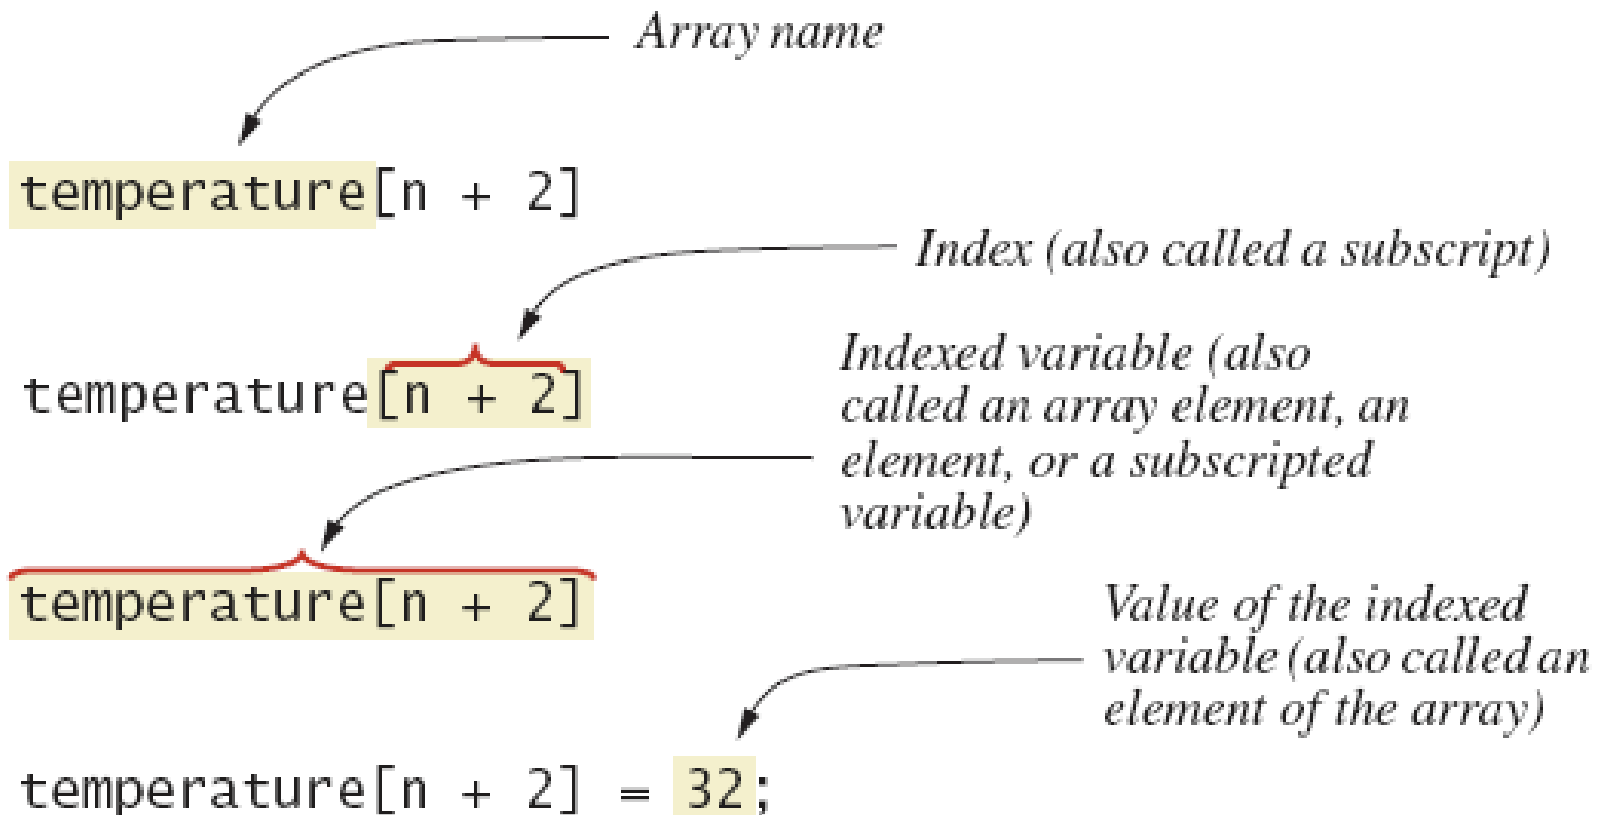 Array name
temperature[n + 2]
Index (also called a subscript)
temperature[n + 2]
Indexed variable (also
called an array element, an
element, or a subscripted
variable)
temperature[n + 2]
Value of the indexed
variable (also called an
element of the array)
temperature[n + 2] = 32;